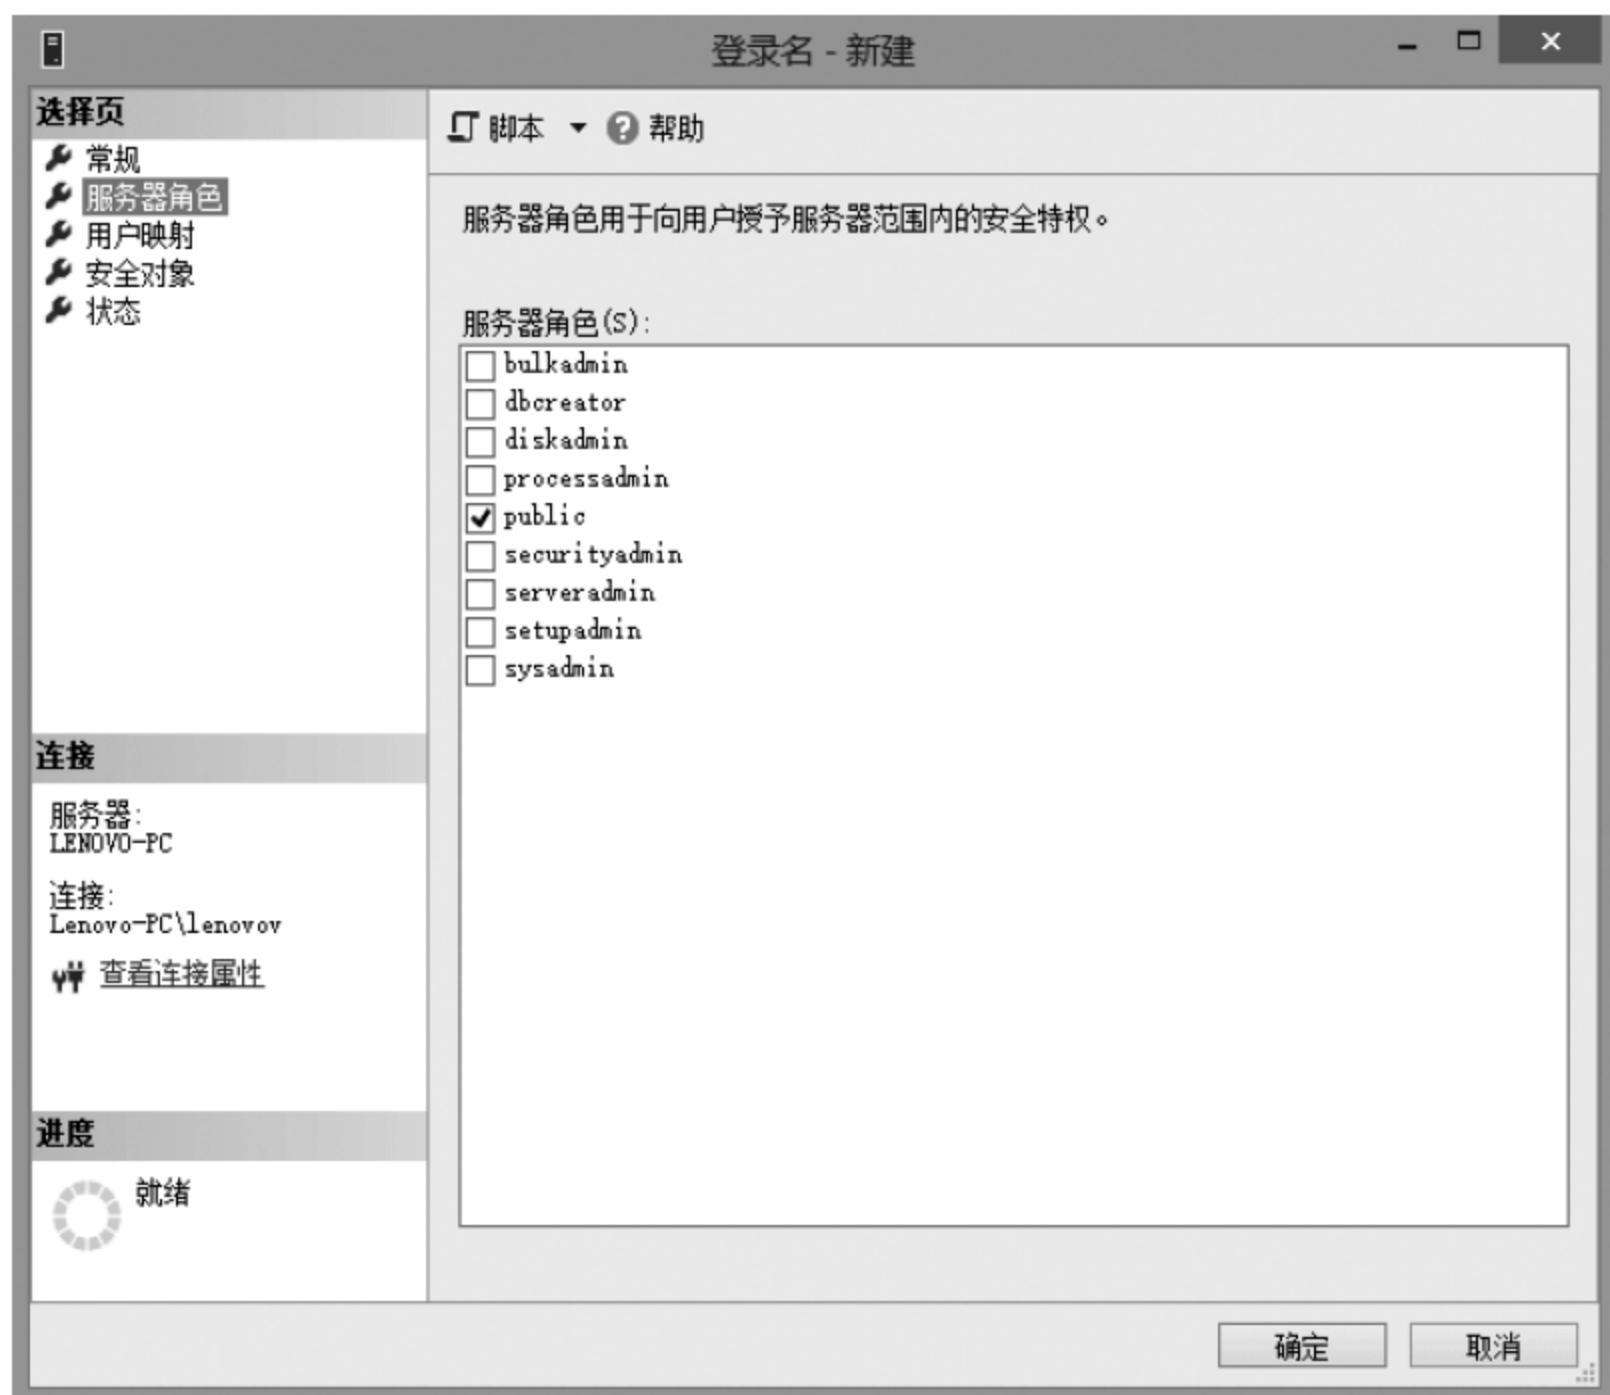 登录名 - 新建
选择页
常规
服务器角色
用户映射
安全对象
状态
连接
服务器:
LENOVO-PC
连接:
Lenovo-PC\lenovov
查看连接属性
进度
就绪
脚本 帮助
服务器角色用于向用户授予服务器范围内的安全特权。
服务器角色(S):
bulkadmin
dbcreator
diskadmin
processadmin
public
securityadmin
serveradmin
setupadmin
sysadmin
确定 取消